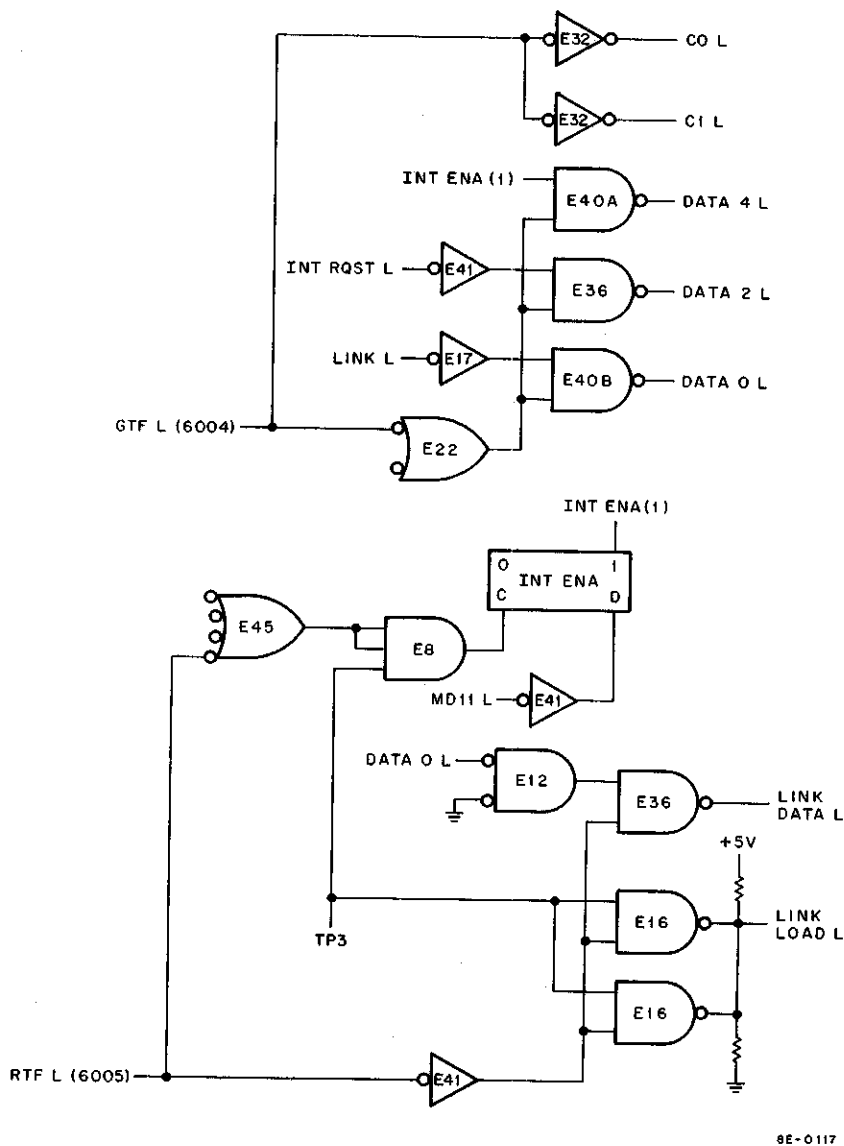 E32
C0 L
E32
C1 L
INT ENA (1)
E40A
DATA 4 L
INT RQST L
E41
E36
DATA 2 L
LINK L
E17
E40B
DATA 0 L
GTF L (6004)
E22
INT ENA(1)
0
1
INT ENA
C
D
E45
E8
MD11 L
E41
DATA 0 L
E12
E36
LINK
DATA L
+5V
E16
LINK
LOAD L
TP3
E16
RTF L (6005)
E41
8E-0117